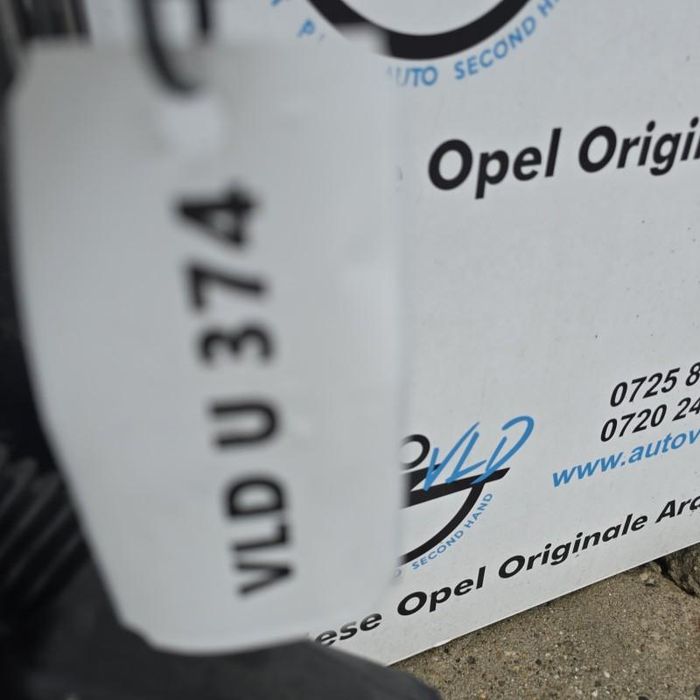 VLD U 374
AUTO SECOND H
Opel Origi
0725 8
0720 24
www.autov
VLD
SECOND HAND
ese Opel Originale Ar